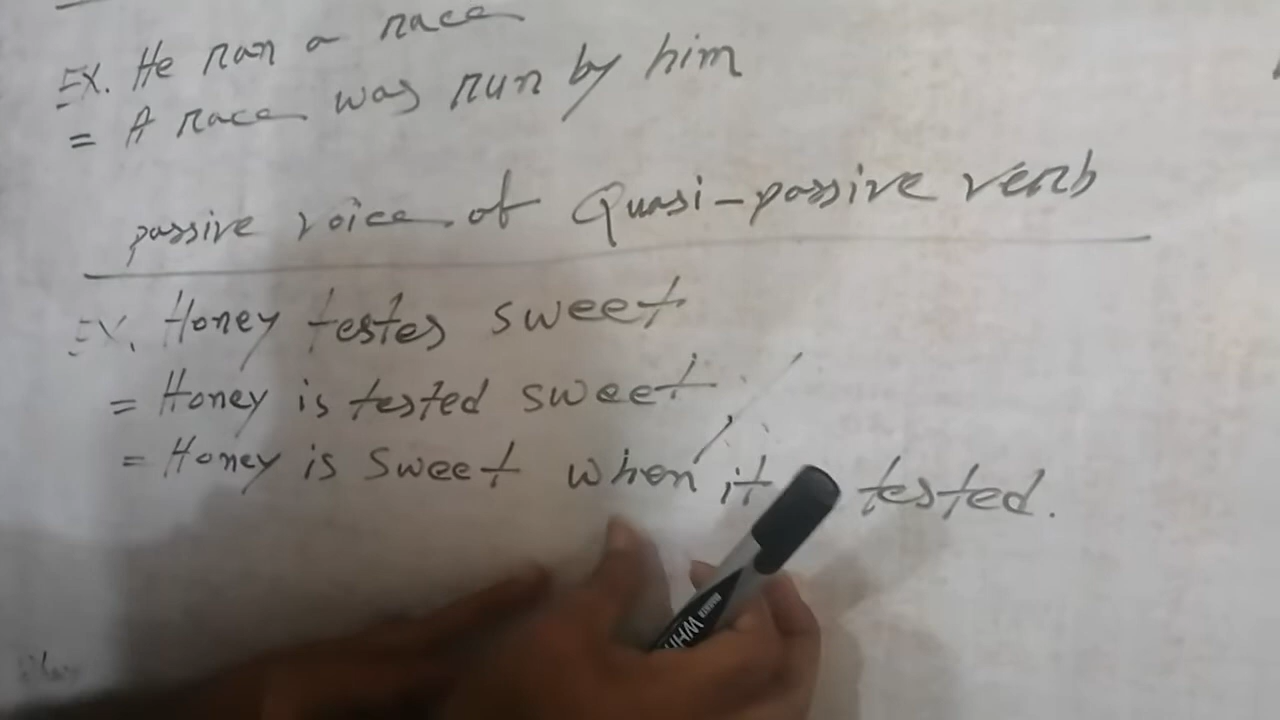 EX. He ran a race
= A race was run by him
passive voice of Quasi-passive verb
EX. Honey testes sweet
= Honey is tested sweet.
= Honey is sweet when it tested.